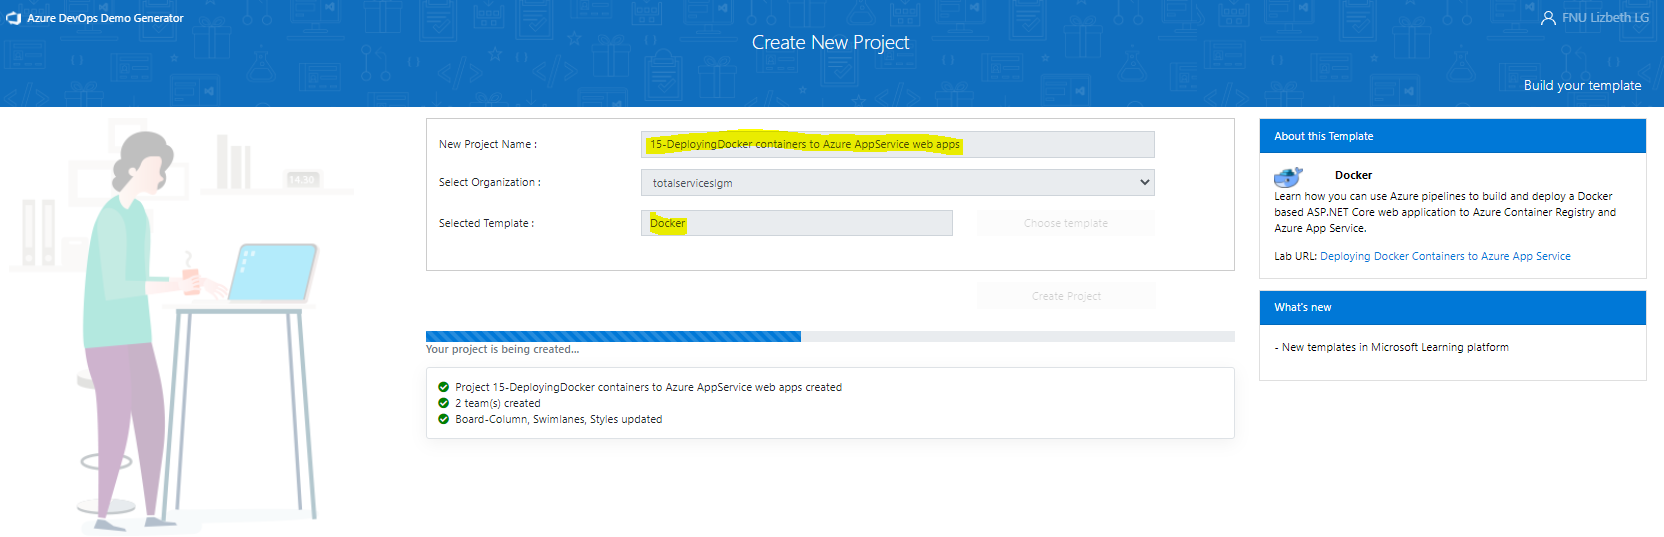 Azure DevOps Demo Generator
FNU Lizbeth LG
Create New Project
Build your template
New Project Name :
15-DeployingDocker containers to Azure AppService web apps
Select Organization :
totalserviceslgm
Selected Template :
Docker
Choose template
Create Project
Your project is being created...
Project 15-DeployingDocker containers to Azure AppService web apps created
2 team(s) created
Board-Column, Swimlanes, Styles updated
About this Template
Docker
Learn how you can use Azure pipelines to build and deploy a Docker
based ASP.NET Core web application to Azure Container Registry and
Azure App Service.
Lab URL: Deploying Docker Containers to Azure App Service
What's new
- New templates in Microsoft Learning platform
14.30